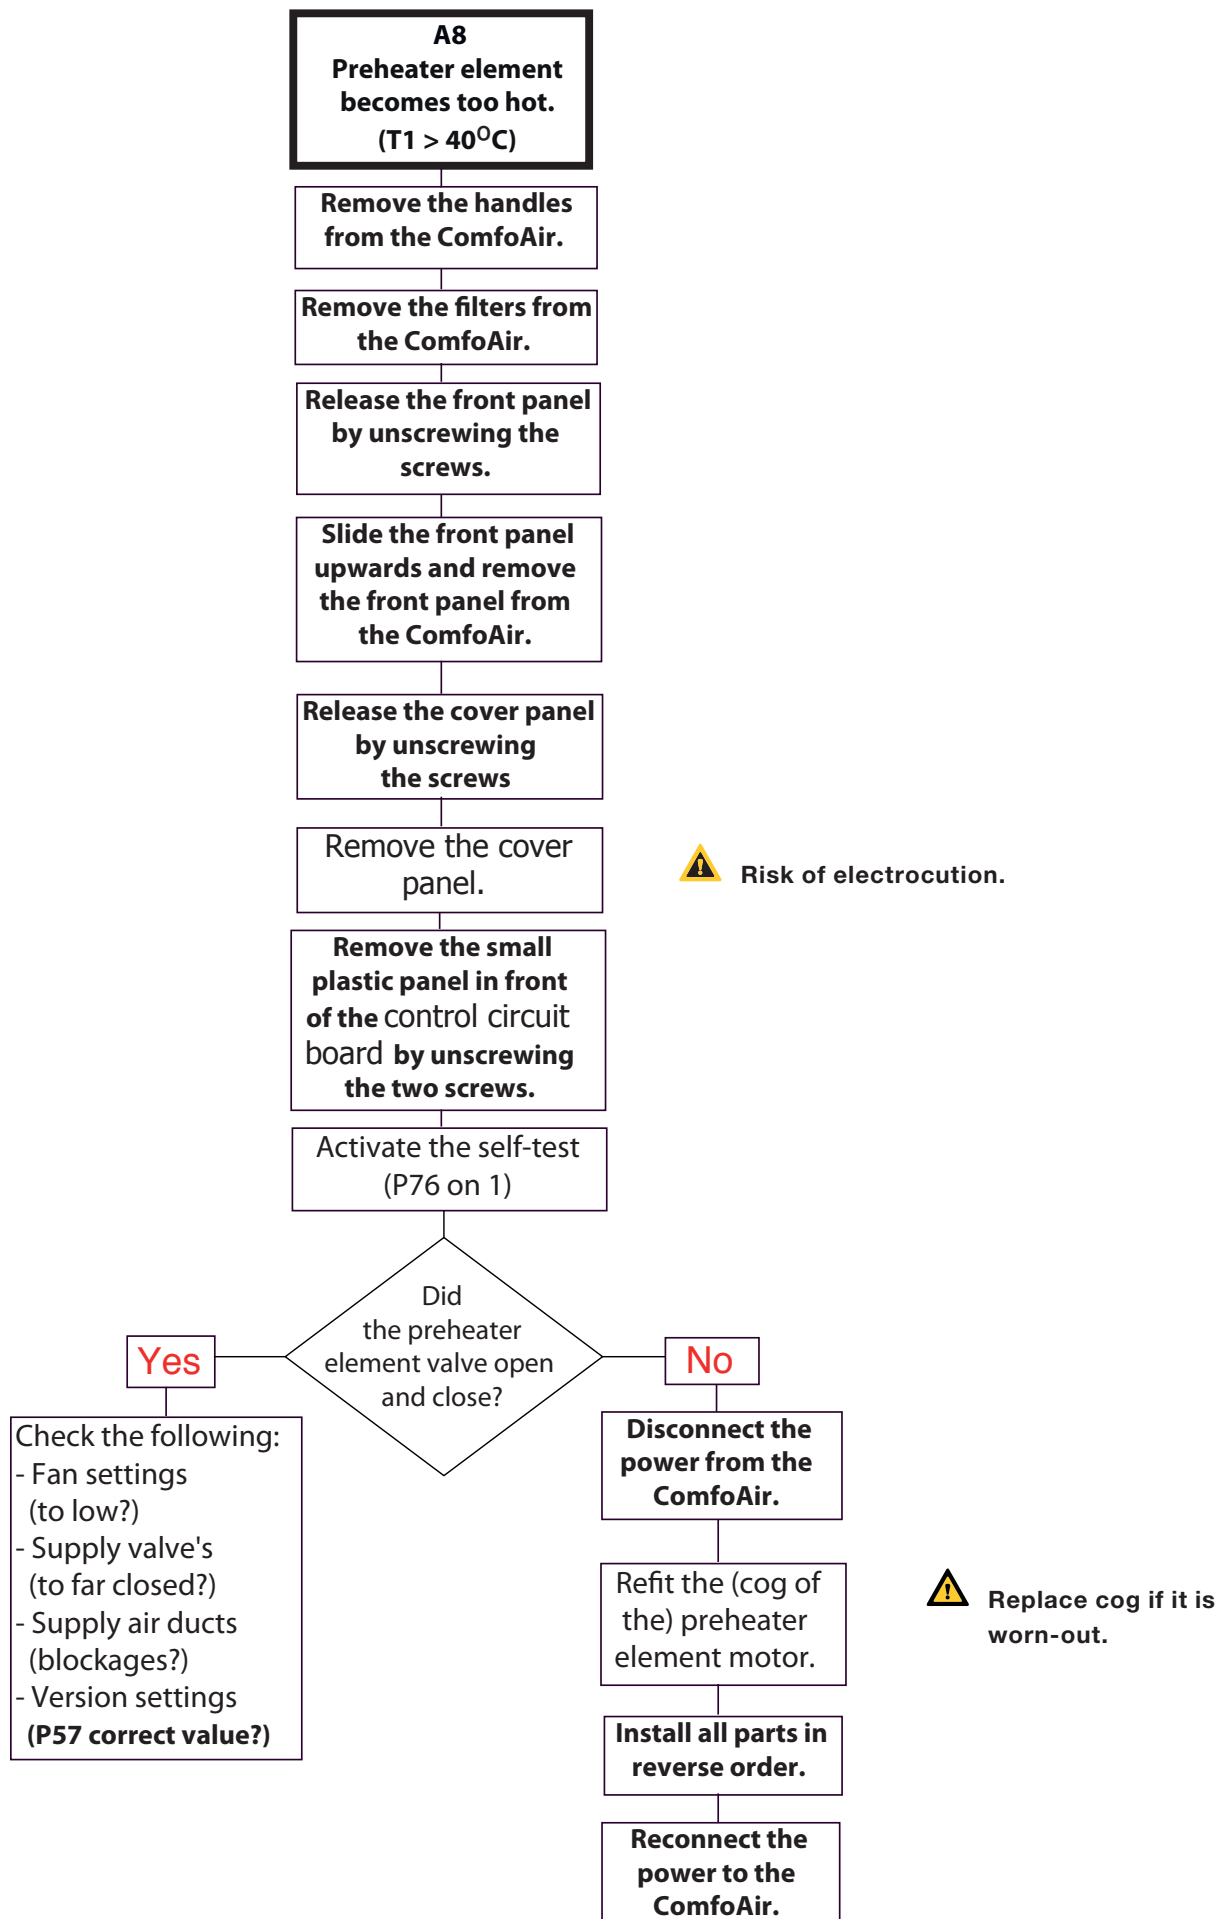 A8
Preheater element
becomes too hot.
(T1 > 40ºC)
Remove the handles
from the ComfoAir.
Remove the filters from
the ComfoAir.
Release the front panel
by unscrewing the
screws.
Slide the front panel
upwards and remove
the front panel from
the ComfoAir.
Release the cover panel
by unscrewing
the screws
Remove the cover
panel.
Risk of electrocution.
Remove the small
plastic panel in front
of the control circuit
board by unscrewing
the two screws.
Activate the self-test
(P76 on 1)
Did
the preheater
element valve open
and close?
Yes
Check the following:
- Fan settings
(to low?)
- Supply valve's
(to far closed?)
- Supply air ducts
(blockages?)
- Version settings
(P57 correct value?)
No
Disconnect the
power from the
ComfoAir.
Refit the (cog of
the) preheater
element motor.
Replace cog if it is
worn-out.
Install all parts in
reverse order.
Reconnect the
power to the
ComfoAir.